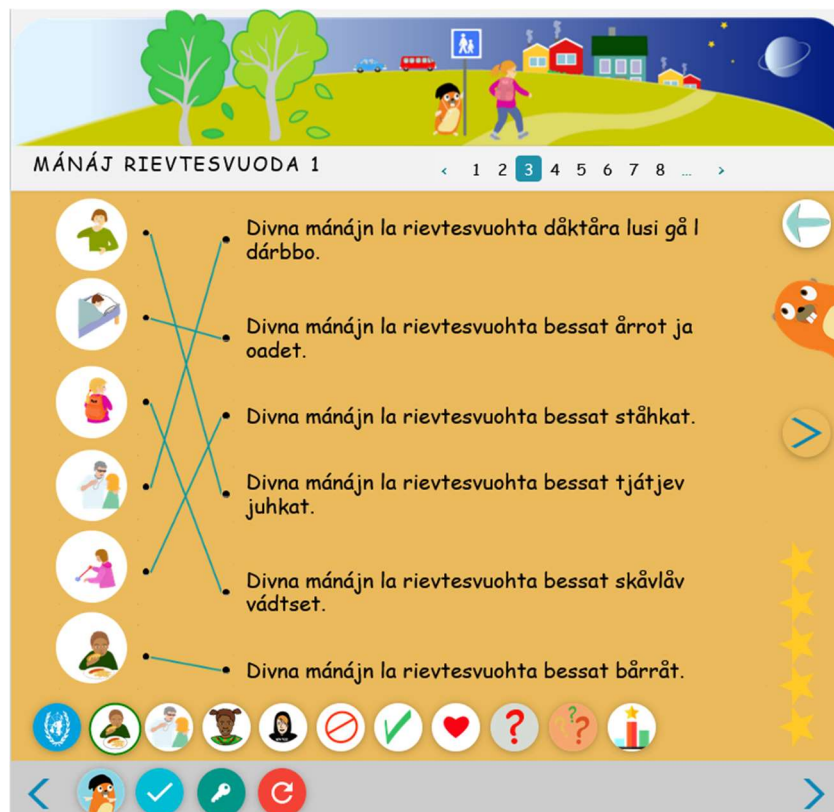 MÁNÁJ RIEVTESVUODA 1
‹ 1 2 3 4 5 6 7 8 ... ›
Divna mánájn la rievtesvuohta dåktåra lusi gå l
dárbbo.
Divna mánájn la rievtesvuohta bessat årrot ja
oadet.
Divna mánájn la rievtesvuohta bessat ståhkat.
Divna mánájn la rievtesvuohta bessat tjátjev
juhkat.
Divna mánájn la rievtesvuohta bessat skåvlåv
vádtset.
Divna mánájn la rievtesvuohta bessat bårråt.